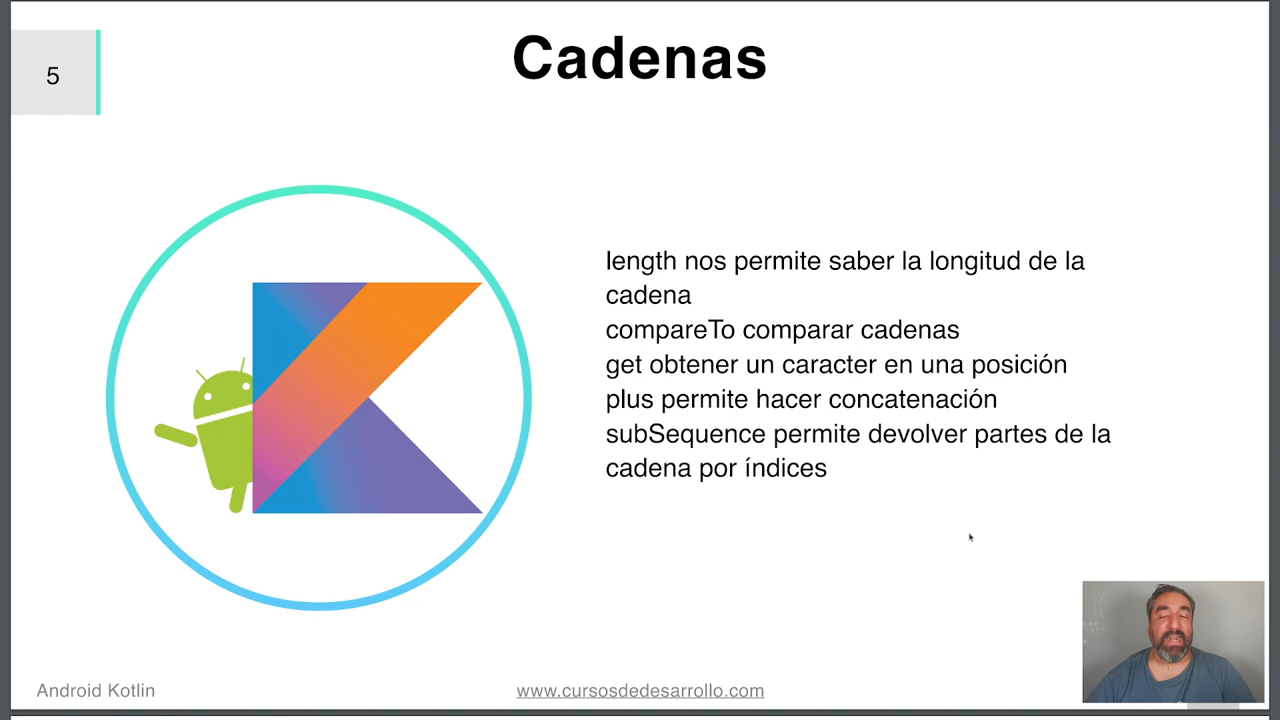 5
Cadenas
length nos permite saber la longitud de la
cadena
compareTo comparar cadenas
get obtener un caracter en una posición
plus permite hacer concatenación
subSequence permite devolver partes de la
cadena por índices
Android Kotlin
www.cursosdedesarrollo.com